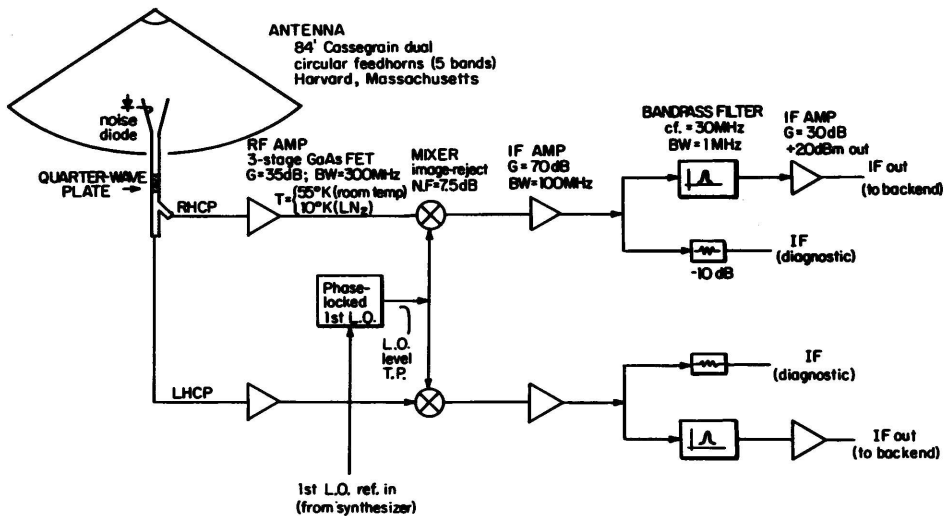 ANTENNA
84' Cassegrain dual
circular feedhorns (5 bands)
Harvard, Massachusetts
noise
diode
QUARTER-WAVE
PLATE
RHCP
RF AMP
3-stage GaAs FET
G=35dB; BW=300MHz
T={55°K (room temp)
10°K (LN2)
MIXER
image-reject
N.F=7.5dB
IF AMP
G=70dB
BW=100MHz
BANDPASS FILTER
cf.=30MHz
BW=1MHz
IF AMP
G=30dB
+20dBm out
IF out
(to backend)
IF
(diagnostic)
-10 dB
Phase-
locked
1st L.O.
L.O.
level
T.P.
LHCP
IF
(diagnostic)
IF out
(to backend)
1st L.O. ref. in
(from synthesizer)